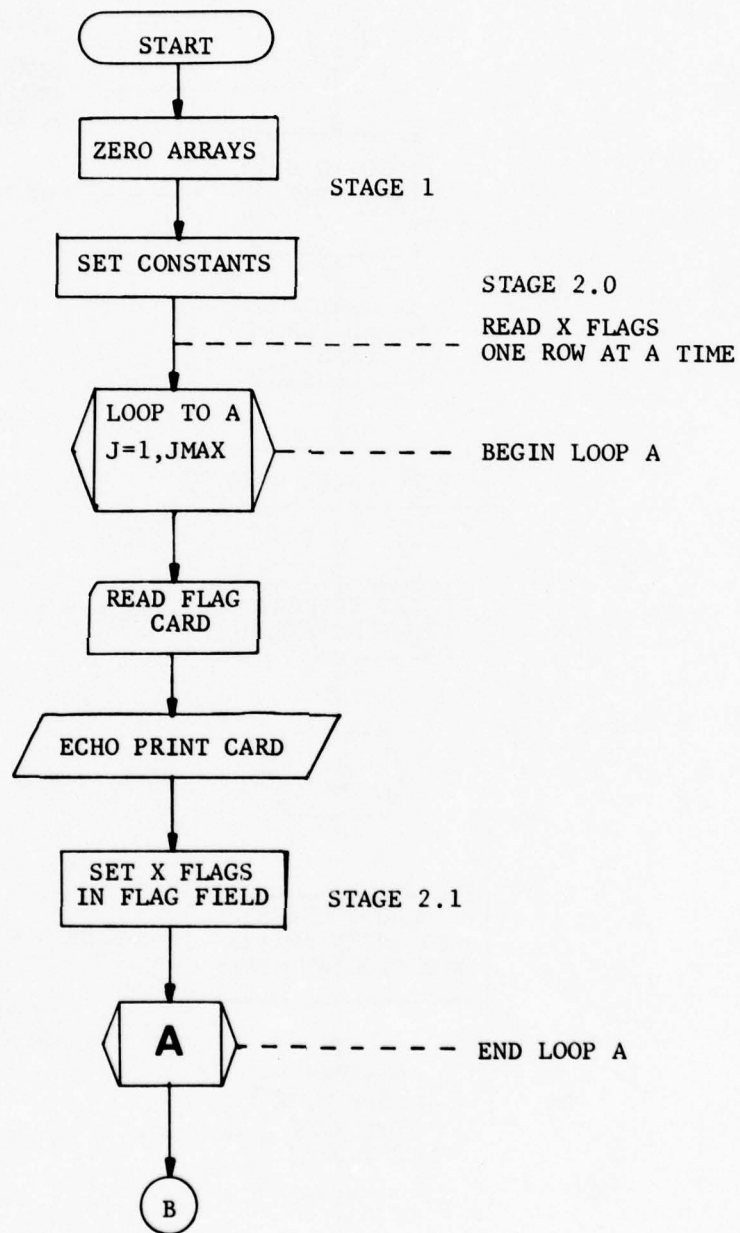 START
ZERO ARRAYS
STAGE 1
SET CONSTANTS
STAGE 2.0
READ X FLAGS
ONE ROW AT A TIME
LOOP TO A
J=1,JMAX
BEGIN LOOP A
READ FLAG
CARD
ECHO PRINT CARD
SET X FLAGS
IN FLAG FIELD
STAGE 2.1
A
END LOOP A
B